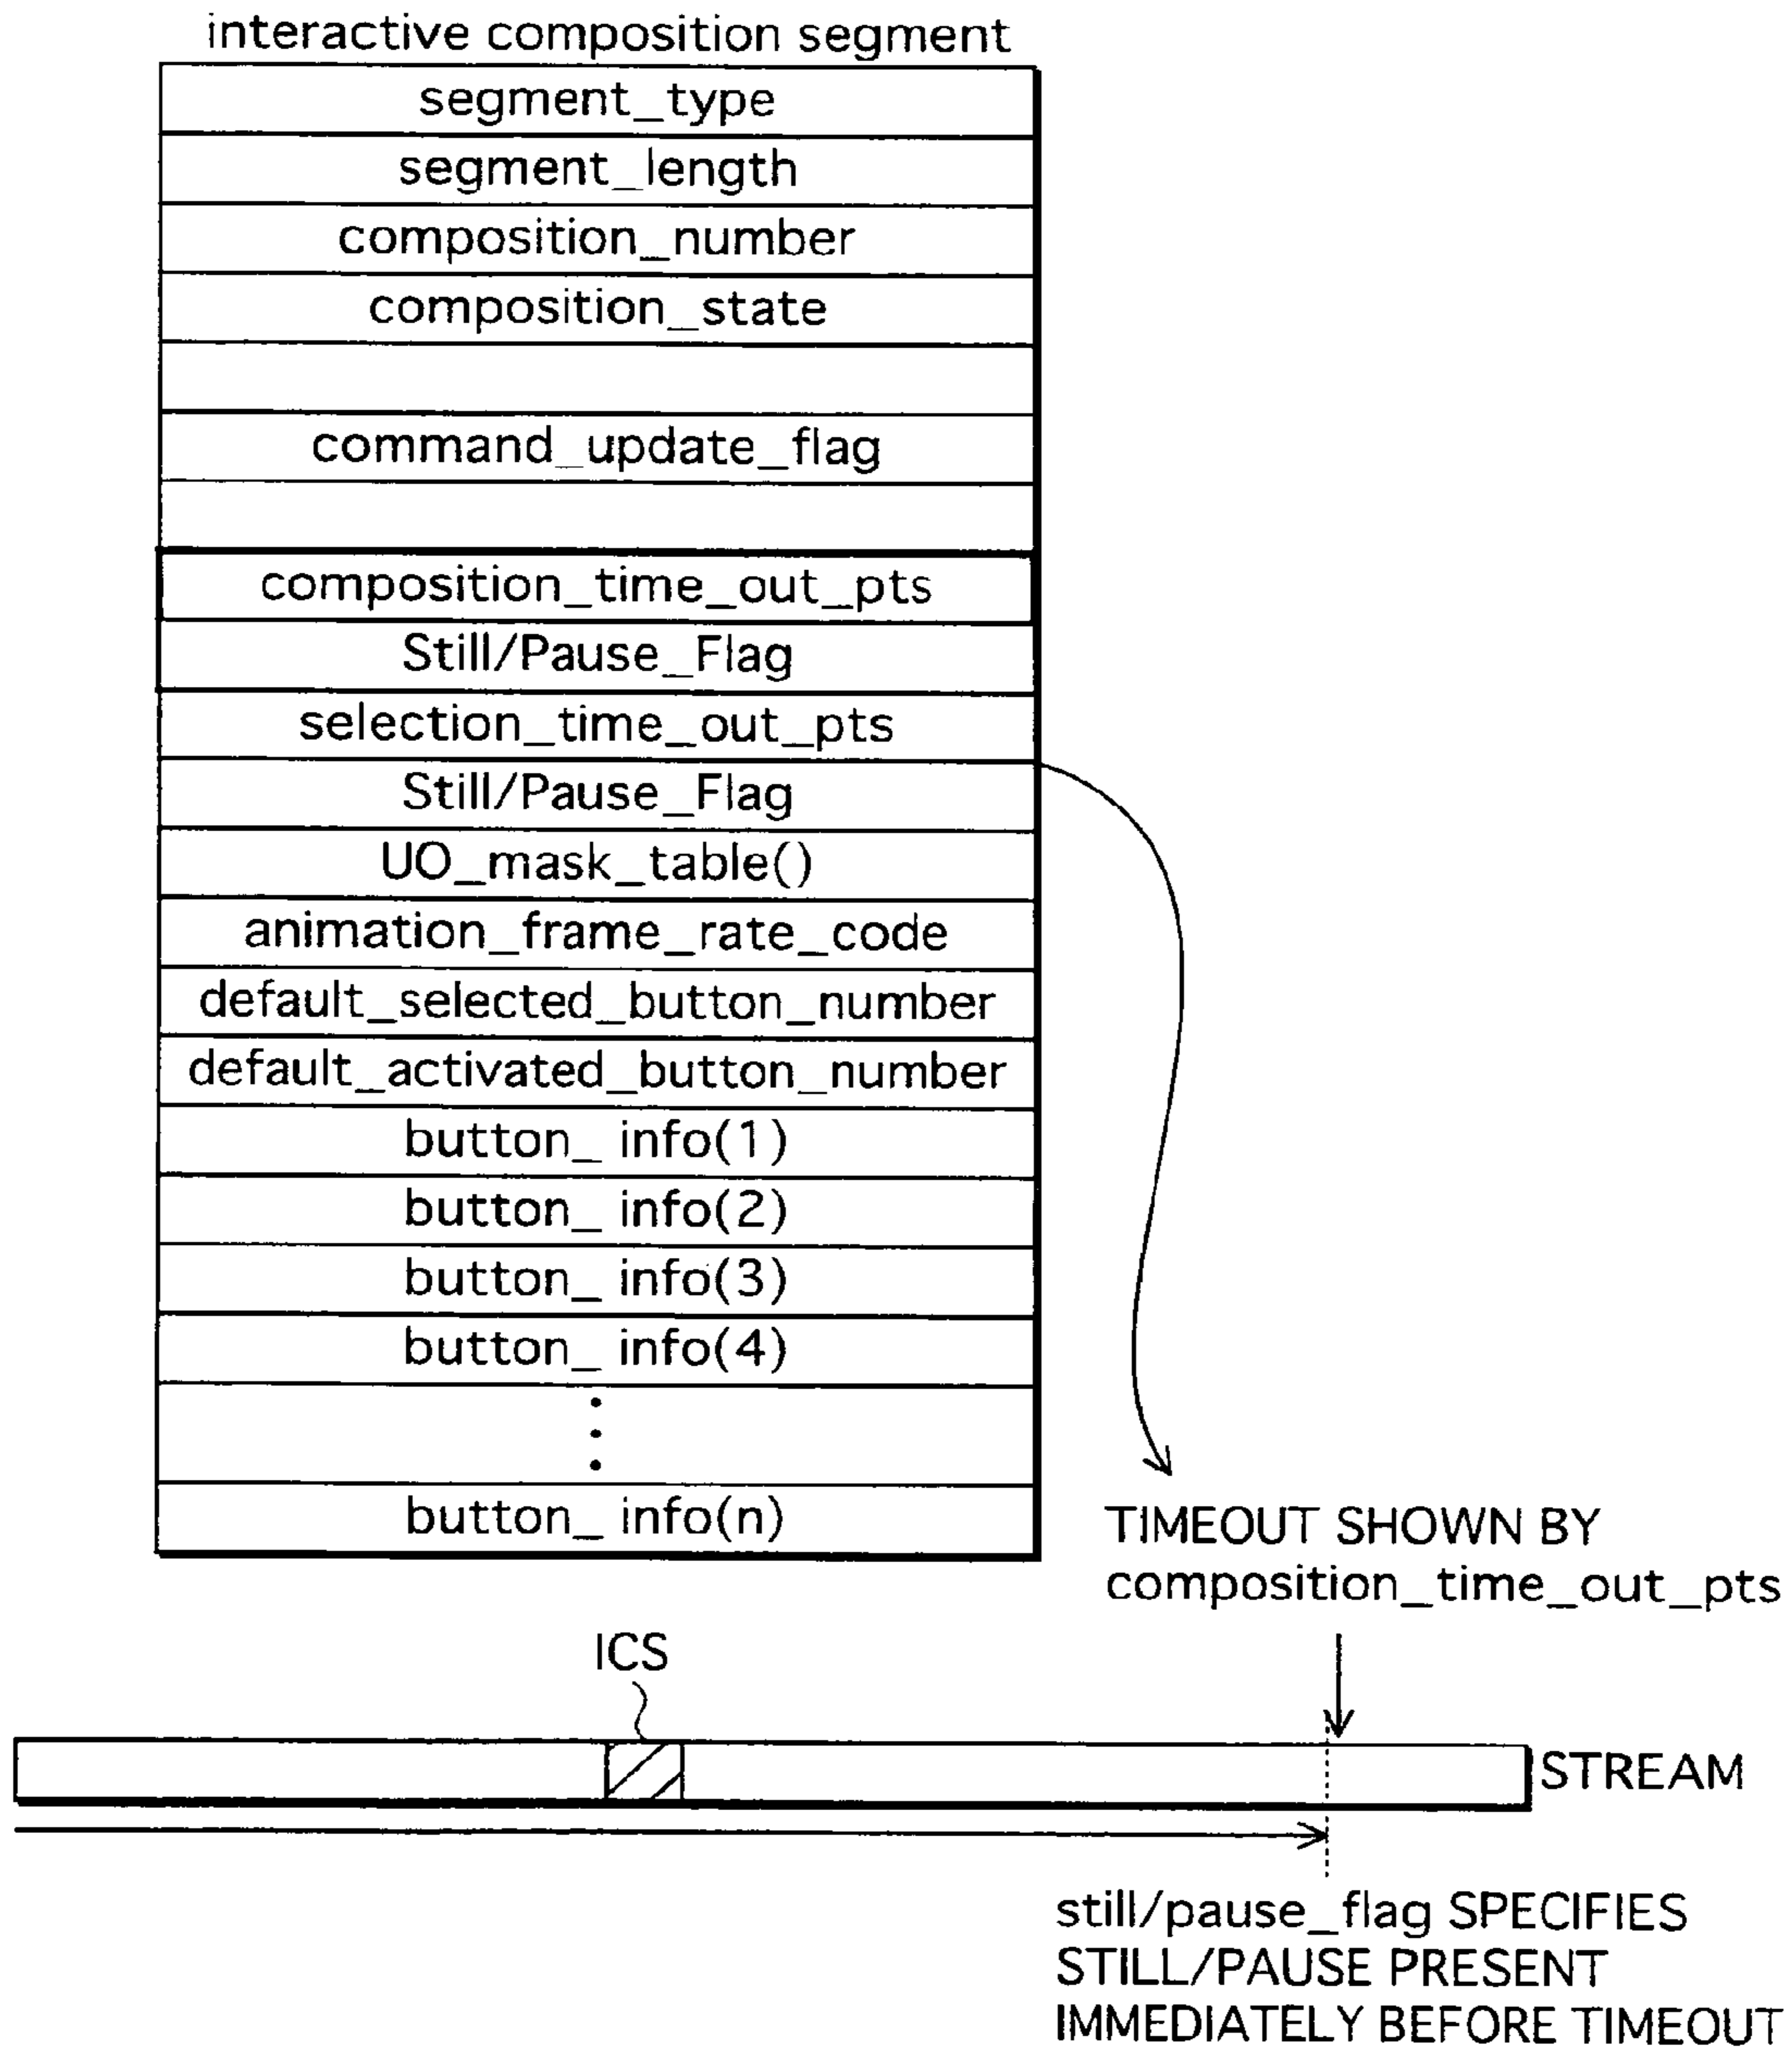 interactive composition segment
segment_type
segment_length
composition_number
composition_state
command_update_flag
composition_time_out_pts
Still/Pause_Flag
selection_time_out_pts
Still/Pause_Flag
UO_mask_table()
animation_frame_rate_code
default_selected_button_number
default_activated_button_number
button_ info(1)
button_ info(2)
button_ info(3)
button_ info(4)
button_ info(n)
TIMEOUT SHOWN BY
composition_time_out_pts
ICS
STREAM
still/pause_flag SPECIFIES
STILL/PAUSE PRESENT
IMMEDIATELY BEFORE TIMEOUT